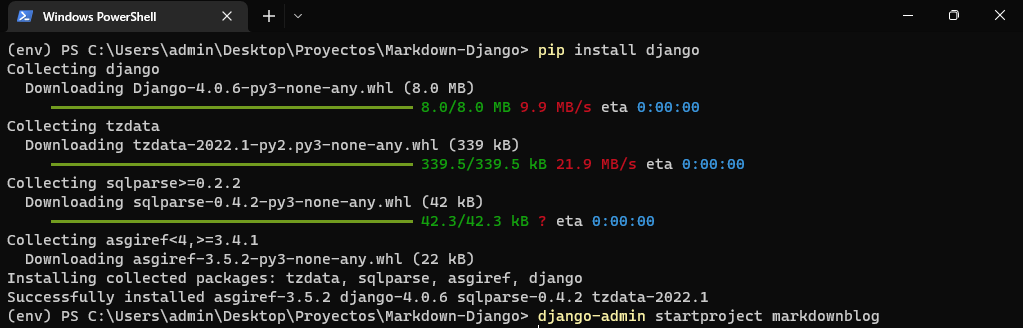 Windows PowerShell
(env) PS C:\Users\admin\Desktop\Proyectos\Markdown-Django> pip install django
Collecting django
  Downloading Django-4.0.6-py3-none-any.whl (8.0 MB)
8.0/8.0 MB 9.9 MB/s eta 0:00:00
Collecting tzdata
  Downloading tzdata-2022.1-py2.py3-none-any.whl (339 kB)
339.5/339.5 kB 21.9 MB/s eta 0:00:00
Collecting sqlparse>=0.2.2
  Downloading sqlparse-0.4.2-py3-none-any.whl (42 kB)
42.3/42.3 kB ? eta 0:00:00
Collecting asgiref<4,>=3.4.1
  Downloading asgiref-3.5.2-py3-none-any.whl (22 kB)
Installing collected packages: tzdata, sqlparse, asgiref, django
Successfully installed asgiref-3.5.2 django-4.0.6 sqlparse-0.4.2 tzdata-2022.1
(env) PS C:\Users\admin\Desktop\Proyectos\Markdown-Django> django-admin startproject markdownblog